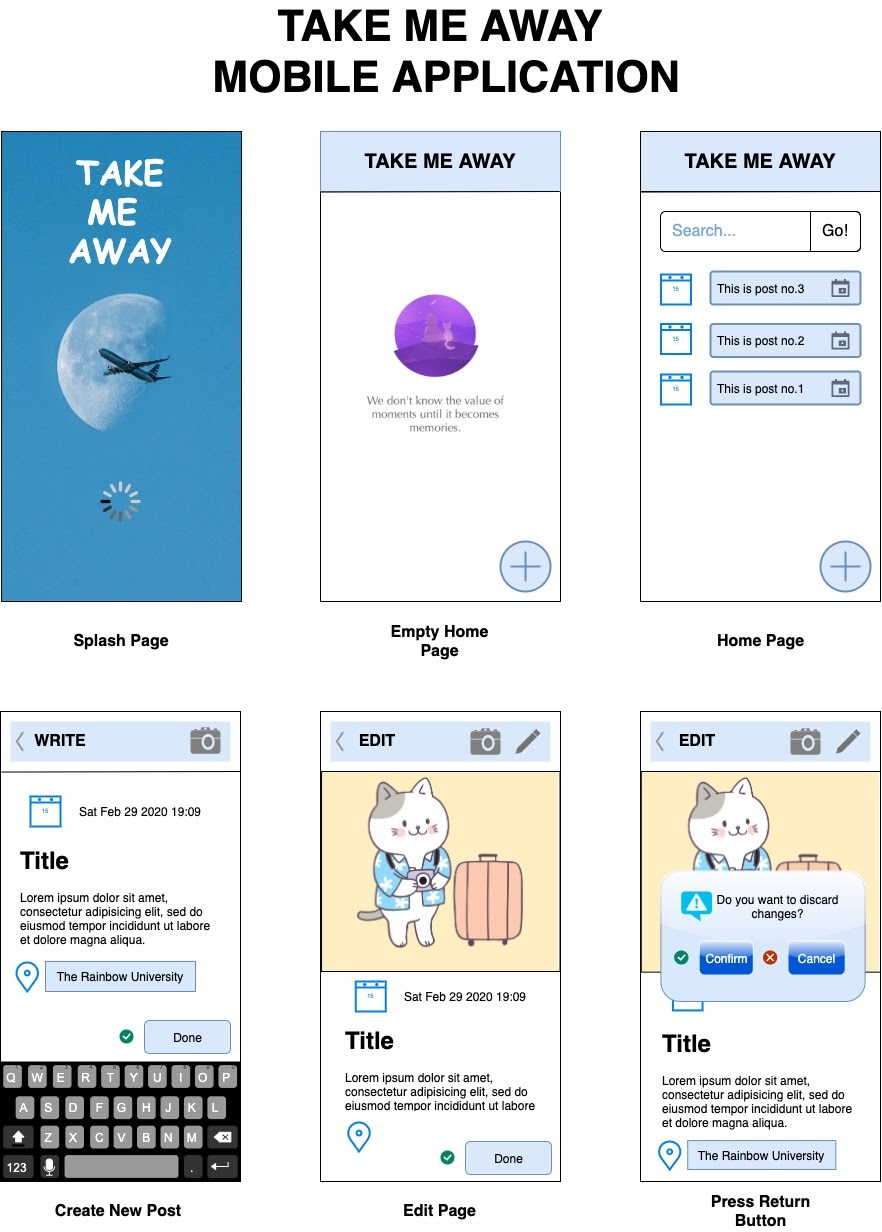 TAKE ME AWAY
MOBILE APPLICATION
TAKE
ME
AWAY
Splash Page
TAKE ME AWAY
We don't know the value of
moments until it becomes
memories.
Empty Home
Page
TAKE ME AWAY
Search...
Go!
15
This is post no.3
15
This is post no.2
15
This is post no.1
Home Page
WRITE
15
Sat Feb 29 2020 19:09
Title
Lorem ipsum dolor sit amet,
consectetur adipisicing elit, sed do
eiusmod tempor incididunt ut labore
et dolore magna aliqua.
The Rainbow University
Done
Q W E R T Y U I O P
A S D F G H J K L
Z X C V B N M
123 .
Create New Post
EDIT
15
Sat Feb 29 2020 19:09
Title
Lorem ipsum dolor sit amet,
consectetur adipisicing elit, sed do
eiusmod tempor incididunt ut labore
Done
Edit Page
EDIT
Do you want to discard
changes?
Confirm
Cancel
Title
Lorem ipsum dolor sit amet,
consectetur adipisicing elit, sed do
eiusmod tempor incididunt ut labore
et dolore magna aliqua.
The Rainbow University
Press Return
Button